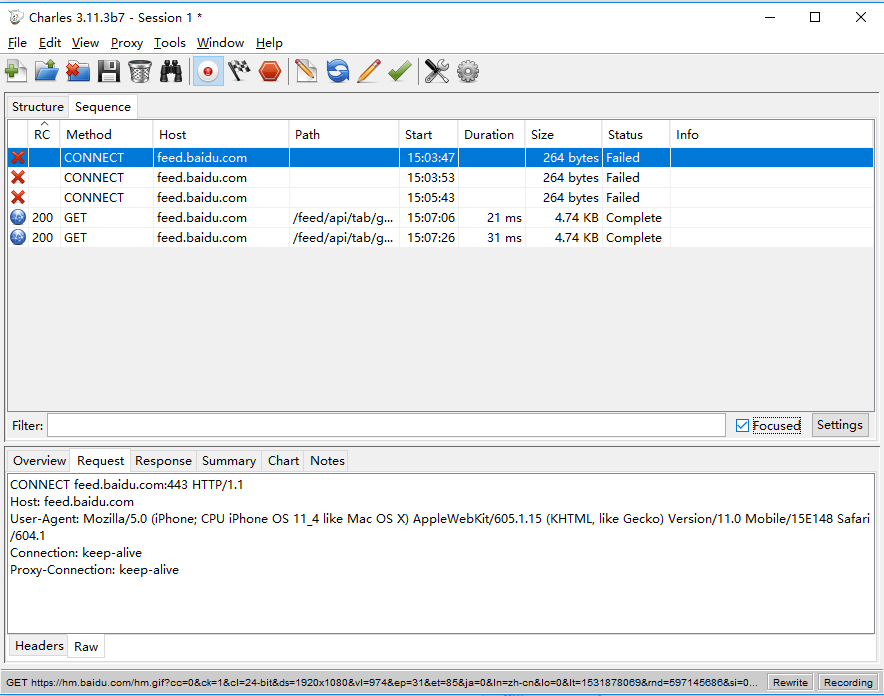 Charles 3.11.3b7 - Session 1 *
File Edit View Proxy Tools Window Help
Structure Sequence
RC Method Host Path Start Duration Size Status Info
CONNECT feed.baidu.com 15:03:47 264 bytes Failed
CONNECT feed.baidu.com 15:03:53 264 bytes Failed
CONNECT feed.baidu.com 15:05:43 264 bytes Failed
200 GET feed.baidu.com /feed/api/tab/g... 15:07:06 21 ms 4.74 KB Complete
200 GET feed.baidu.com /feed/api/tab/g... 15:07:26 31 ms 4.74 KB Complete
Filter: Focused Settings
Overview Request Response Summary Chart Notes
CONNECT feed.baidu.com:443 HTTP/1.1
Host: feed.baidu.com
User-Agent: Mozilla/5.0 (iPhone; CPU iPhone OS 11_4 like Mac OS X) AppleWebKit/605.1.15 (KHTML, like Gecko) Version/11.0 Mobile/15E148 Safari
/604.1
Connection: keep-alive
Proxy-Connection: keep-alive
Headers Raw
GET https://hm.baidu.com/hm.gif?cc=0&ck=1&cl=24-bit&ds=1920x1080&vl=974&ep=31&et=85&ja=0&ln=zh-cn&lo=0&lt=1531878069&rnd=597145686&si=0... Rewrite Recording